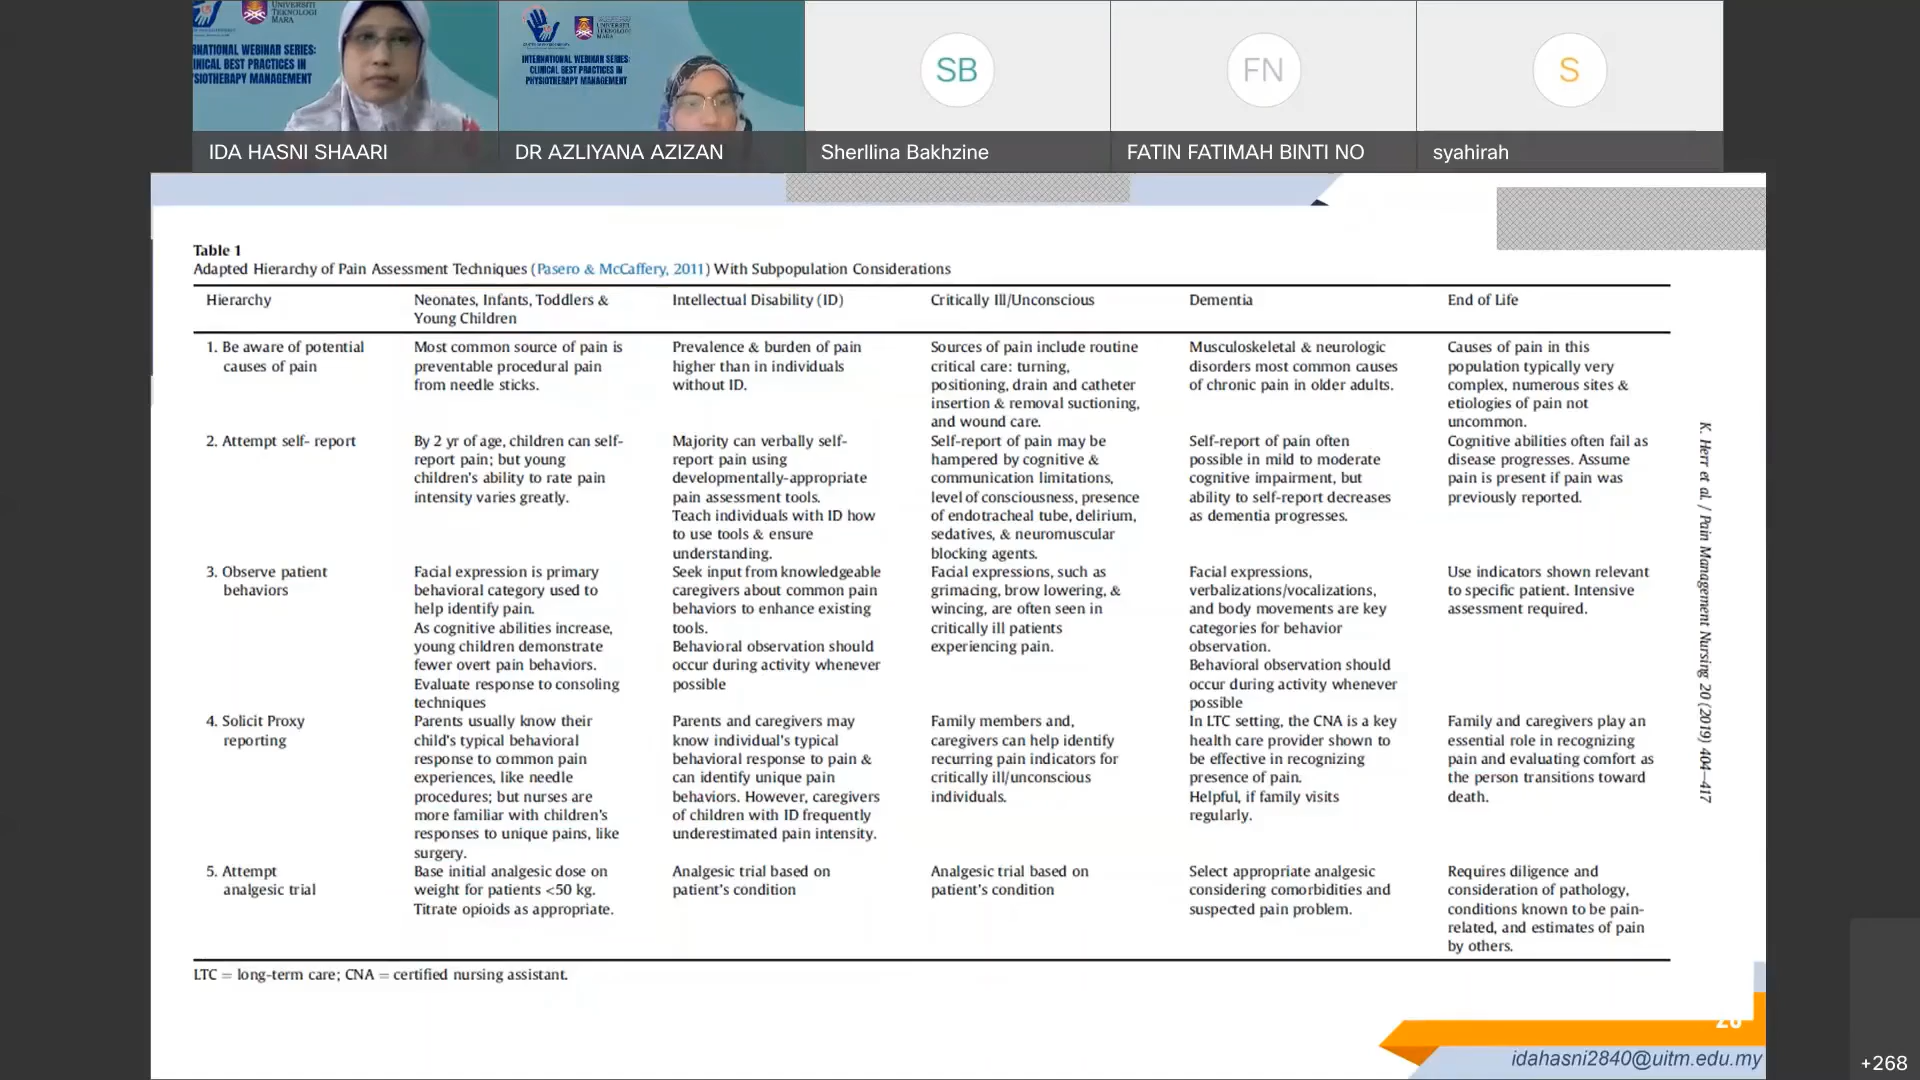 UNIVERSITI
TEKNOLOGI
MARA
RNATIONAL WEBINAR SERIES:
INICAL BEST PRACTICES IN
YSIOTHERAPY MANAGEMENT
IDA HASNI SHAARI
UNIVERSITI
TEKNOLOGI
MARA
INTERNATIONAL WEBINAR SERIES:
CLINICAL BEST PRACTICES IN
PHYSIOTHERAPY MANAGEMENT
DR AZLIYANA AZIZAN
SB
Sherllina Bakhzine
FN
FATIN FATIMAH BINTI NO
S
syahirah
Table 1
Adapted Hierarchy of Pain Assessment Techniques (Pasero & McCaffery, 2011) With Subpopulation Considerations
Hierarchy
Neonates, Infants, Toddlers &
Young Children
Intellectual Disability (ID)
Critically Ill/Unconscious
Dementia
End of Life
1. Be aware of potential
causes of pain
Most common source of pain is
preventable procedural pain
from needle sticks.
Prevalence & burden of pain
higher than in individuals
without ID.
Sources of pain include routine
critical care: turning,
positioning, drain and catheter
insertion & removal suctioning,
and wound care.
Musculoskeletal & neurologic
disorders most common causes
of chronic pain in older adults.
Causes of pain in this
population typically very
complex, numerous sites &
etiologies of pain not
uncommon.
2. Attempt self- report
By 2 yr of age, children can self-
report pain; but young
children's ability to rate pain
intensity varies greatly.
Majority can verbally self-
report pain using
developmentally-appropriate
pain assessment tools.
Teach individuals with ID how
to use tools & ensure
understanding.
Self-report of pain may be
hampered by cognitive &
communication limitations,
level of consciousness, presence
of endotracheal tube, delirium,
sedatives, & neuromuscular
blocking agents.
Self-report of pain often
possible in mild to moderate
cognitive impairment, but
ability to self-report decreases
as dementia progresses.
Cognitive abilities often fail as
disease progresses. Assume
pain is present if pain was
previously reported.
3. Observe patient
behaviors
Facial expression is primary
behavioral category used to
help identify pain.
As cognitive abilities increase,
young children demonstrate
fewer overt pain behaviors.
Evaluate response to consoling
techniques
Seek input from knowledgeable
caregivers about common pain
behaviors to enhance existing
tools.
Behavioral observation should
occur during activity whenever
possible
Facial expressions, such as
grimacing, brow lowering, &
wincing, are often seen in
critically ill patients
experiencing pain.
Facial expressions,
verbalizations/vocalizations,
and body movements are key
categories for behavior
observation.
Behavioral observation should
occur during activity whenever
possible
Use indicators shown relevant
to specific patient. Intensive
assessment required.
4. Solicit Proxy
reporting
Parents usually know their
child's typical behavioral
response to common pain
experiences, like needle
procedures; but nurses are
more familiar with children's
responses to unique pains, like
surgery.
Parents and caregivers may
know individual's typical
behavioral response to pain &
can identify unique pain
behaviors. However, caregivers
of children with ID frequently
underestimated pain intensity.
Family members and,
caregivers can help identify
recurring pain indicators for
critically ill/unconscious
individuals.
In LTC setting, the CNA is a key
health care provider shown to
be effective in recognizing
presence of pain.
Helpful, if family visits
regularly.
Family and caregivers play an
essential role in recognizing
pain and evaluating comfort as
the person transitions toward
death.
5. Attempt
analgesic trial
Base initial analgesic dose on
weight for patients <50 kg.
Titrate opioids as appropriate.
Analgesic trial based on
patient's condition
Analgesic trial based on
patient's condition
Select appropriate analgesic
considering comorbidities and
suspected pain problem.
Requires diligence and
consideration of pathology,
conditions known to be pain-
related, and estimates of pain
by others.
LTC = long-term care; CNA = certified nursing assistant.
K. Herr et al. / Pain Management Nursing 20 (2019) 404–417
idahasni2840@uitm.edu.my
+268